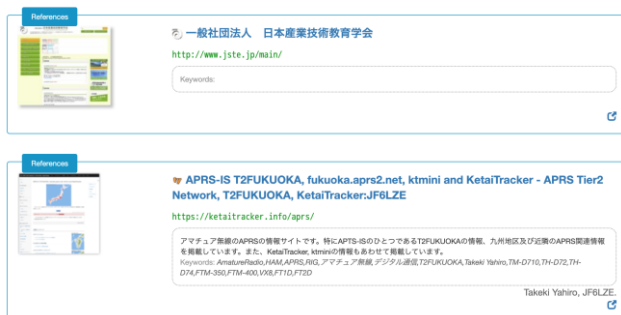 References
一般社団法人　日本産業技術教育学会
http://www.jste.jp/main/
Keywords:
References
APRS-IS T2FUKUOKA, fukuoka.aprs2.net, ktmini and KetaiTracker - APRS Tier2
Network, T2FUKUOKA, KetaiTracker:JF6LZE
https://ketaitracker.info/aprs/
アマチュア無線のAPRSの情報サイトです。特にAPTS-ISのひとつであるT2FUKUOKAの情報、九州地区及び近隣のAPRS関連情報
を掲載しています。また、KetaiTracker, ktminiの情報もあわせて掲載しています。
Keywords: AmatureRadio,HAM,APRS,RIG,アマチュア無線,デジタル通信,T2FUKUOKA,Takeki Yahiro,TM-D710,TH-D72,TH-
D74,FTM-350,FTM-400,VX8,FT1D,FT2D
Takeki Yahiro, JF6LZE.